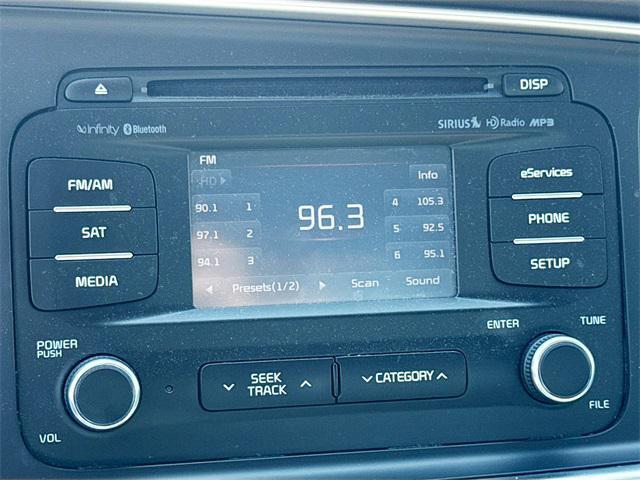 DISP
Infinity Bluetooth
SIRIUS HD Radio MP3
FM/AM
SAT
MEDIA
FM
HD
Info
90.1 1
97.1 2
94.1 3
96.3
4 105.3
5 92.5
6 95.1
Presets(1/2)
Scan
Sound
eServices
PHONE
SETUP
POWER
PUSH
VOL
SEEK
TRACK
CATEGORY
ENTER
TUNE
FILE